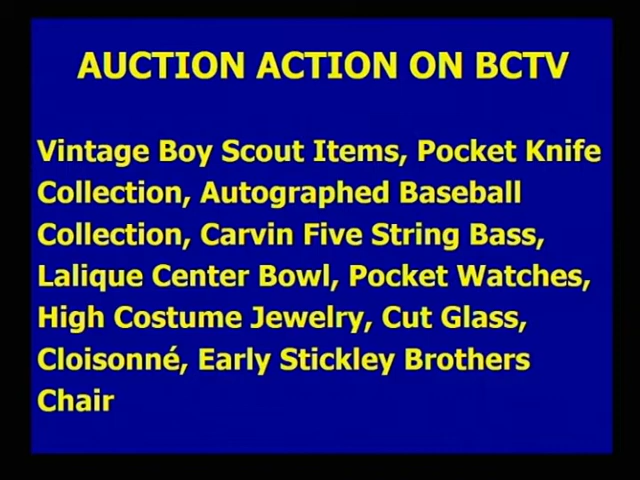 AUCTION ACTION ON BCTV
Vintage Boy Scout Items, Pocket Knife
Collection, Autographed Baseball
Collection, Carvin Five String Bass,
Lalique Center Bowl, Pocket Watches,
High Costume Jewelry, Cut Glass,
Cloisonné, Early Stickley Brothers
Chair